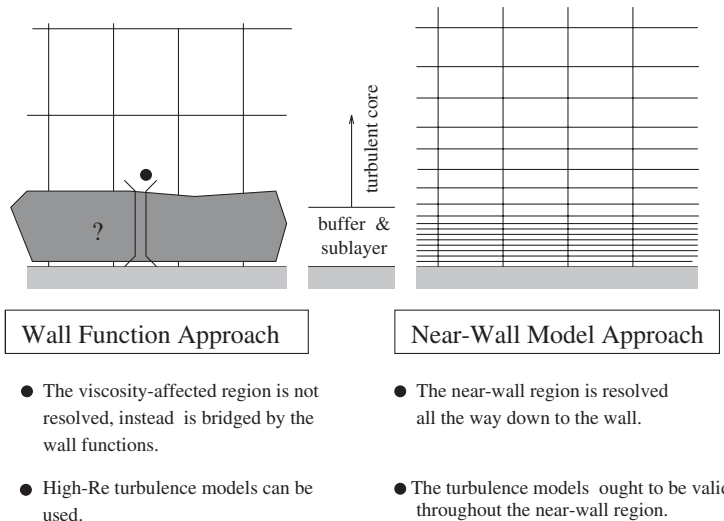 turbulent core
?
buffer &
sublayer
Wall Function Approach
Near-Wall Model Approach
● The viscosity-affected region is not
resolved, instead is bridged by the
wall functions.
● High-Re turbulence models can be
used.
● The near-wall region is resolved
all the way down to the wall.
● The turbulence models ought to be valid
throughout the near-wall region.